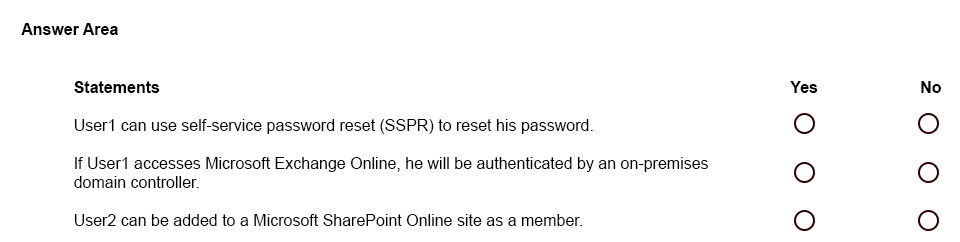 Answer Area
Statements Yes No
User1 can use self-service password reset (SSPR) to reset his password.
If User1 accesses Microsoft Exchange Online, he will be authenticated by an on-premises
domain controller.
User2 can be added to a Microsoft SharePoint Online site as a member.